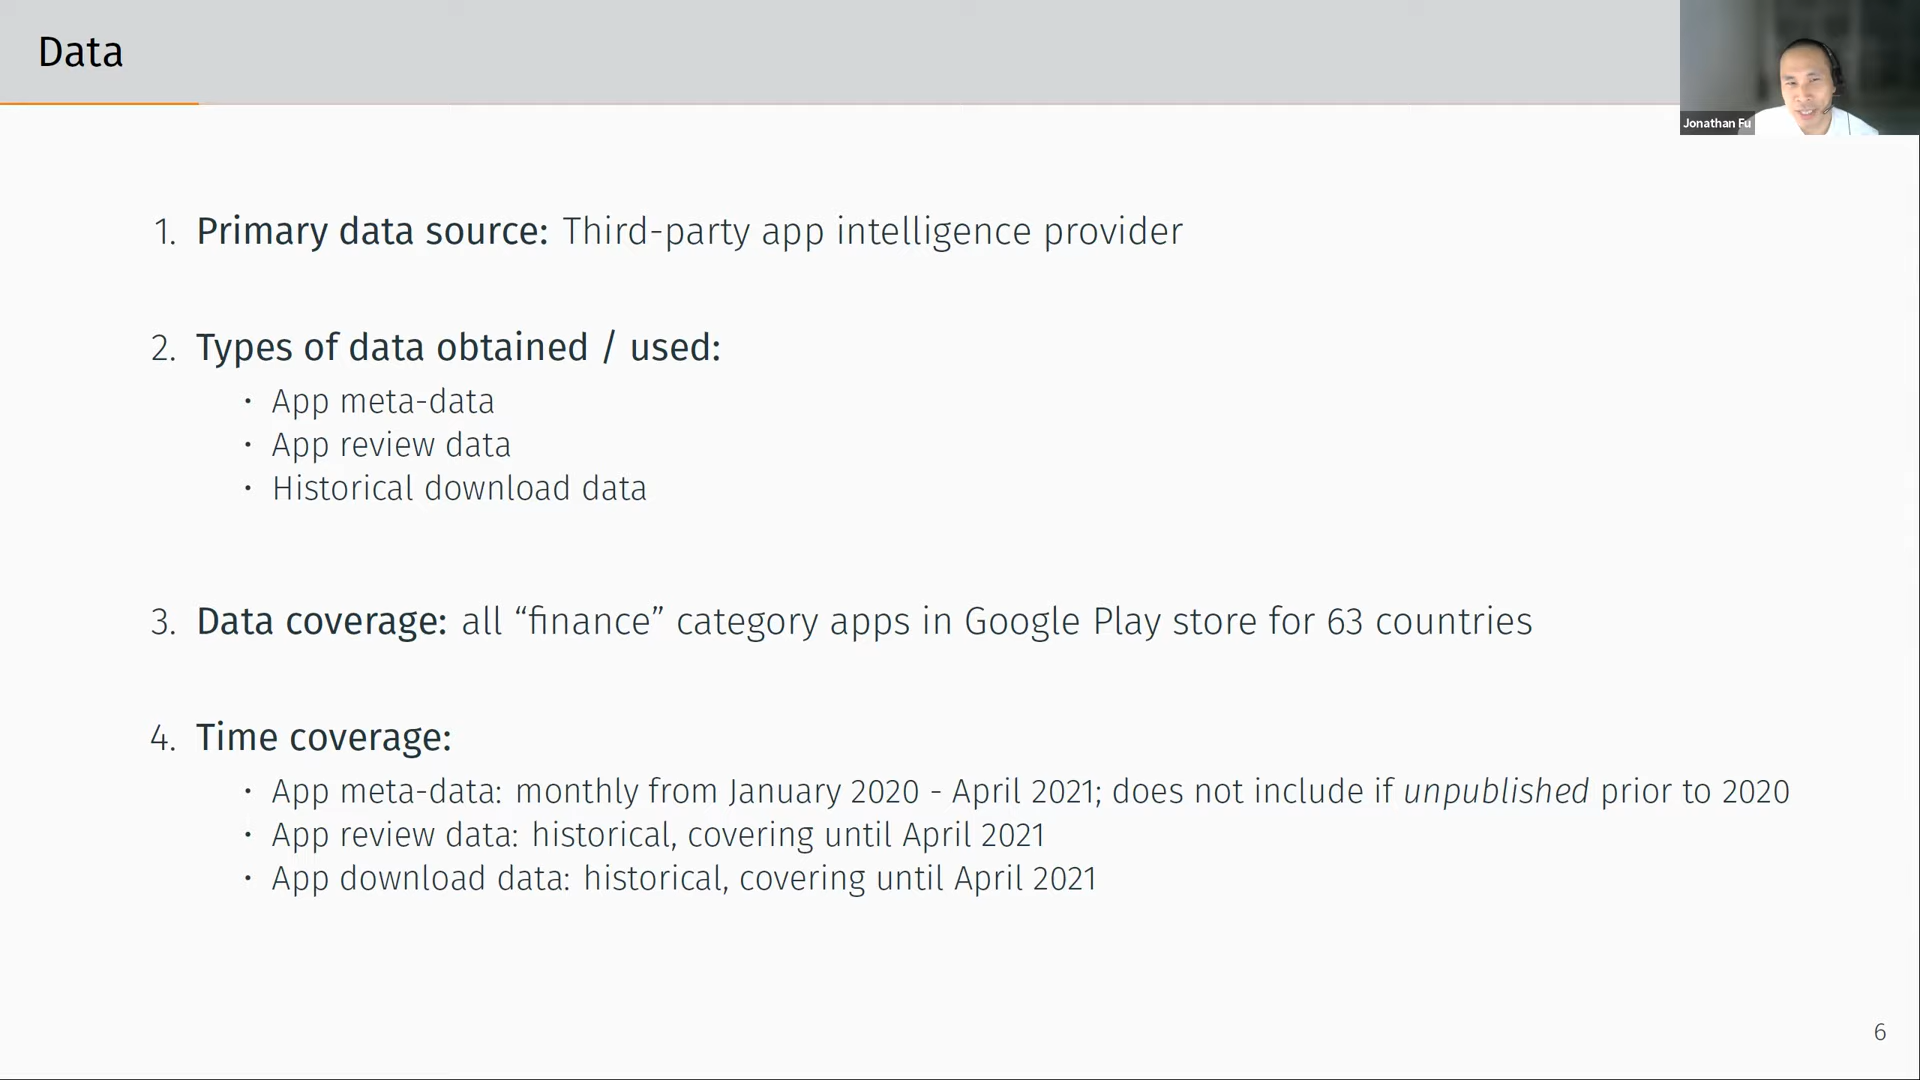 Data
Jonathan Fu
1. Primary data source: Third-party app intelligence provider
2. Types of data obtained / used:
· App meta-data
· App review data
· Historical download data
3. Data coverage: all “finance” category apps in Google Play store for 63 countries
4. Time coverage:
· App meta-data: monthly from January 2020 - April 2021; does not include if unpublished prior to 2020
· App review data: historical, covering until April 2021
· App download data: historical, covering until April 2021
6